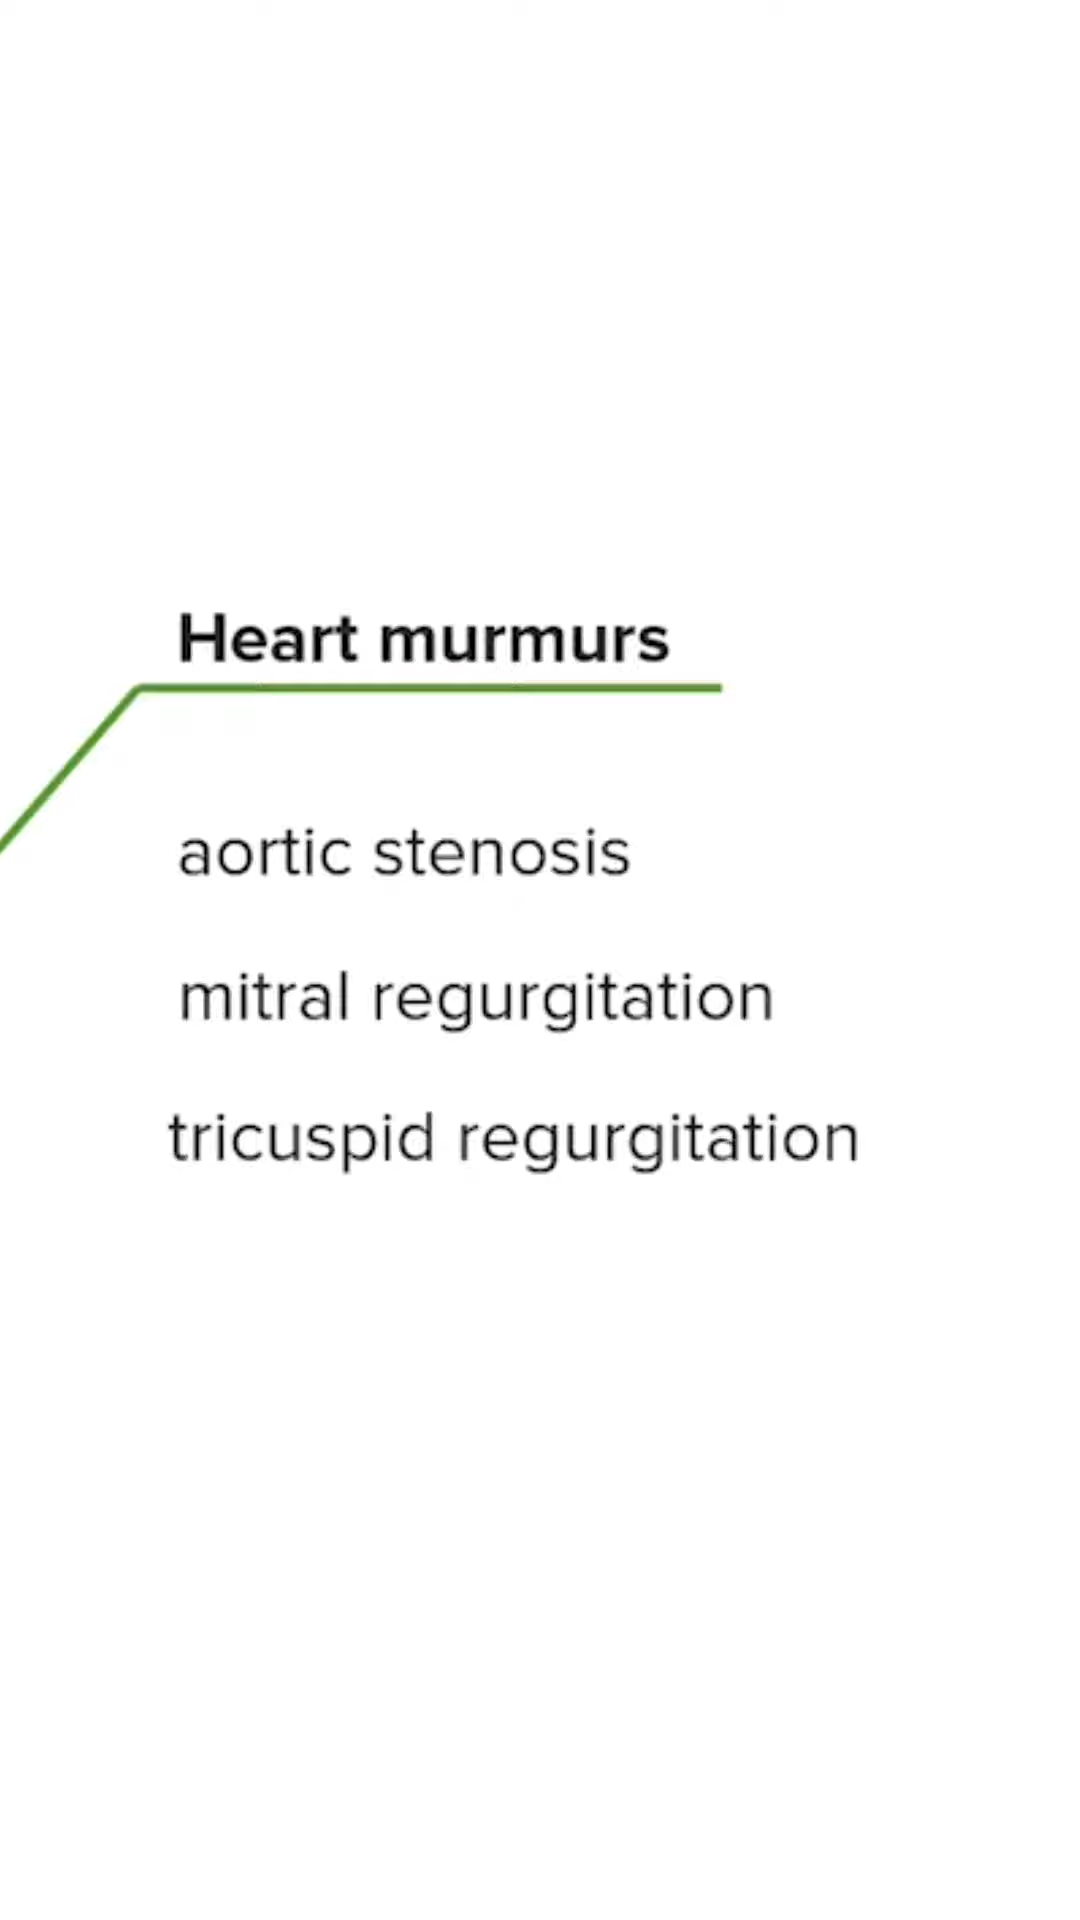 Heart murmurs
aortic stenosis
mitral regurgitation
tricuspid regurgitation